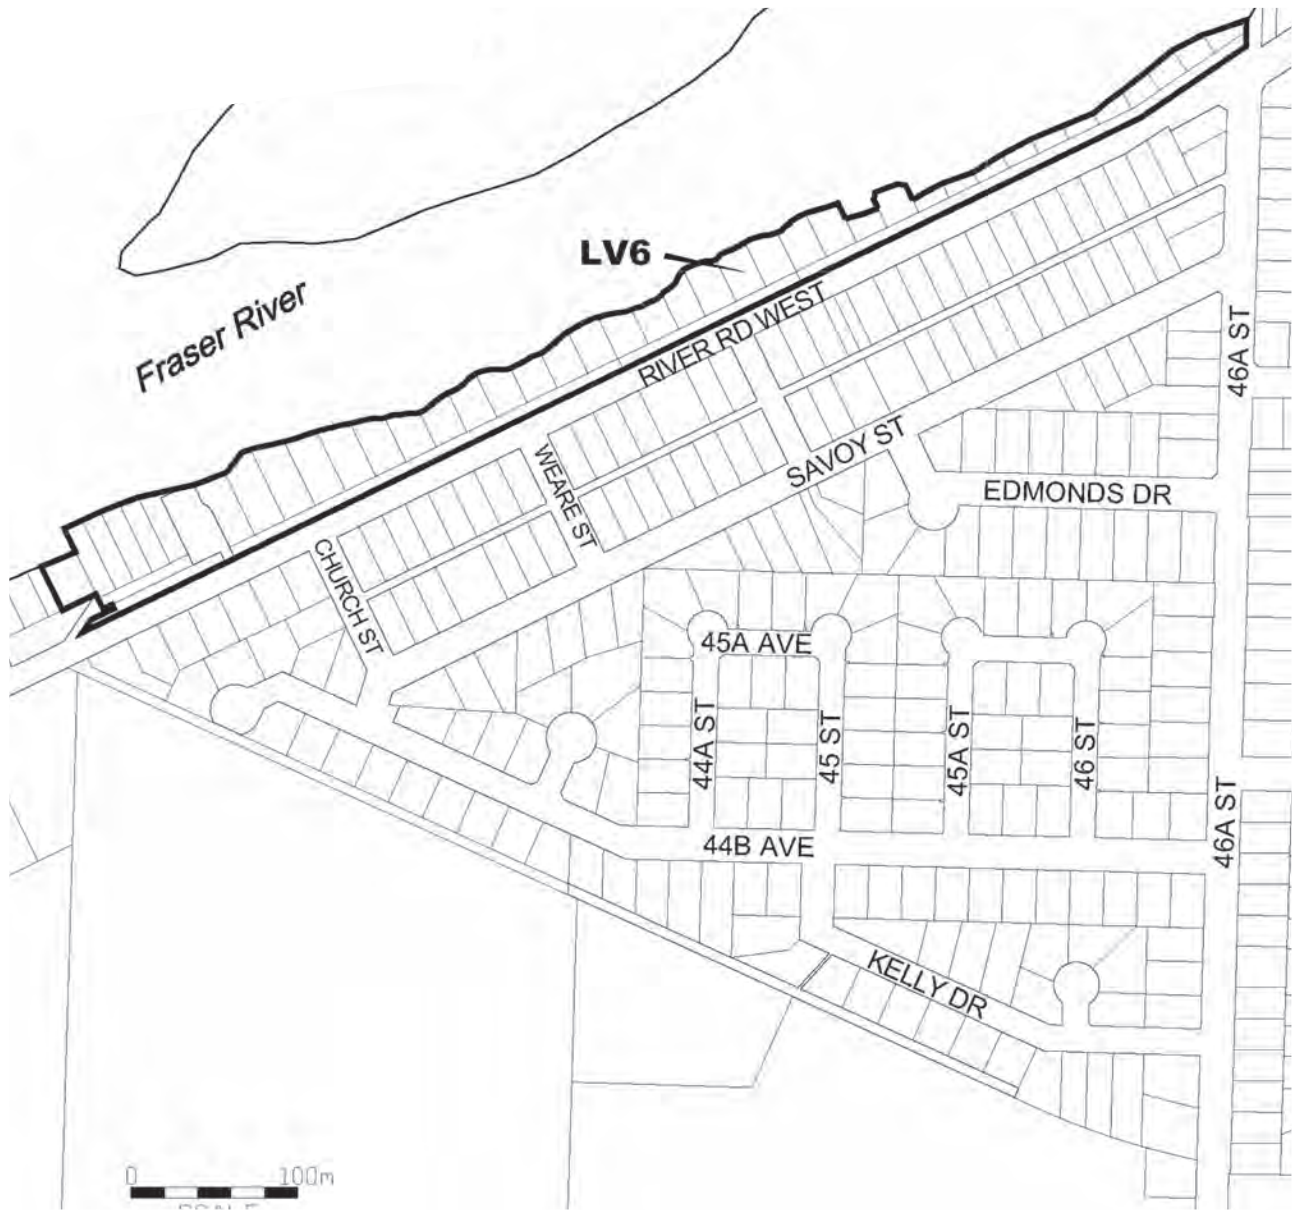 LV6
Fraser River
RIVER RD WEST
46A ST
WEARE ST
SAVOY ST
EDMONDS DR
CHURCH ST
45A AVE
44A ST
45 ST
45A ST
46 ST
46A ST
44B AVE
KELLY DR
0 100m
SCALE